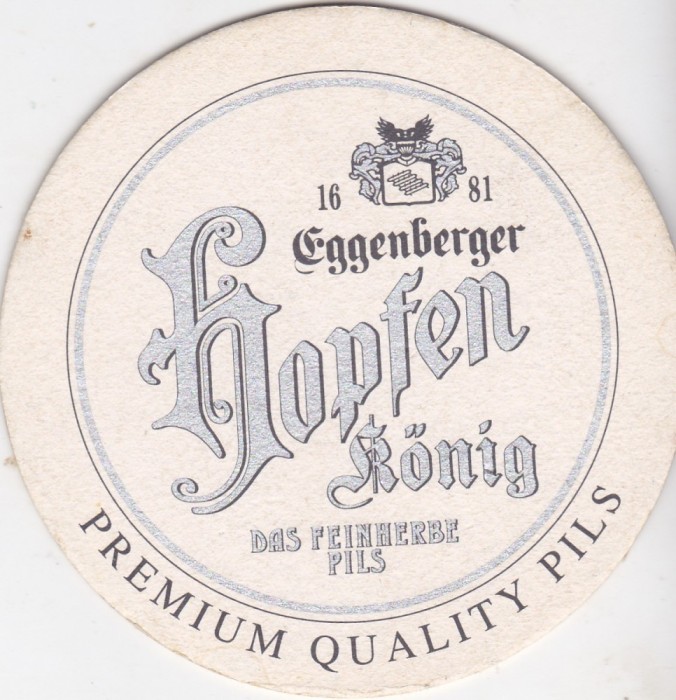 16 81
Eggenberger
Hopfen
König
DAS FEINHERBE
PILS
PREMIUM QUALITY PILS